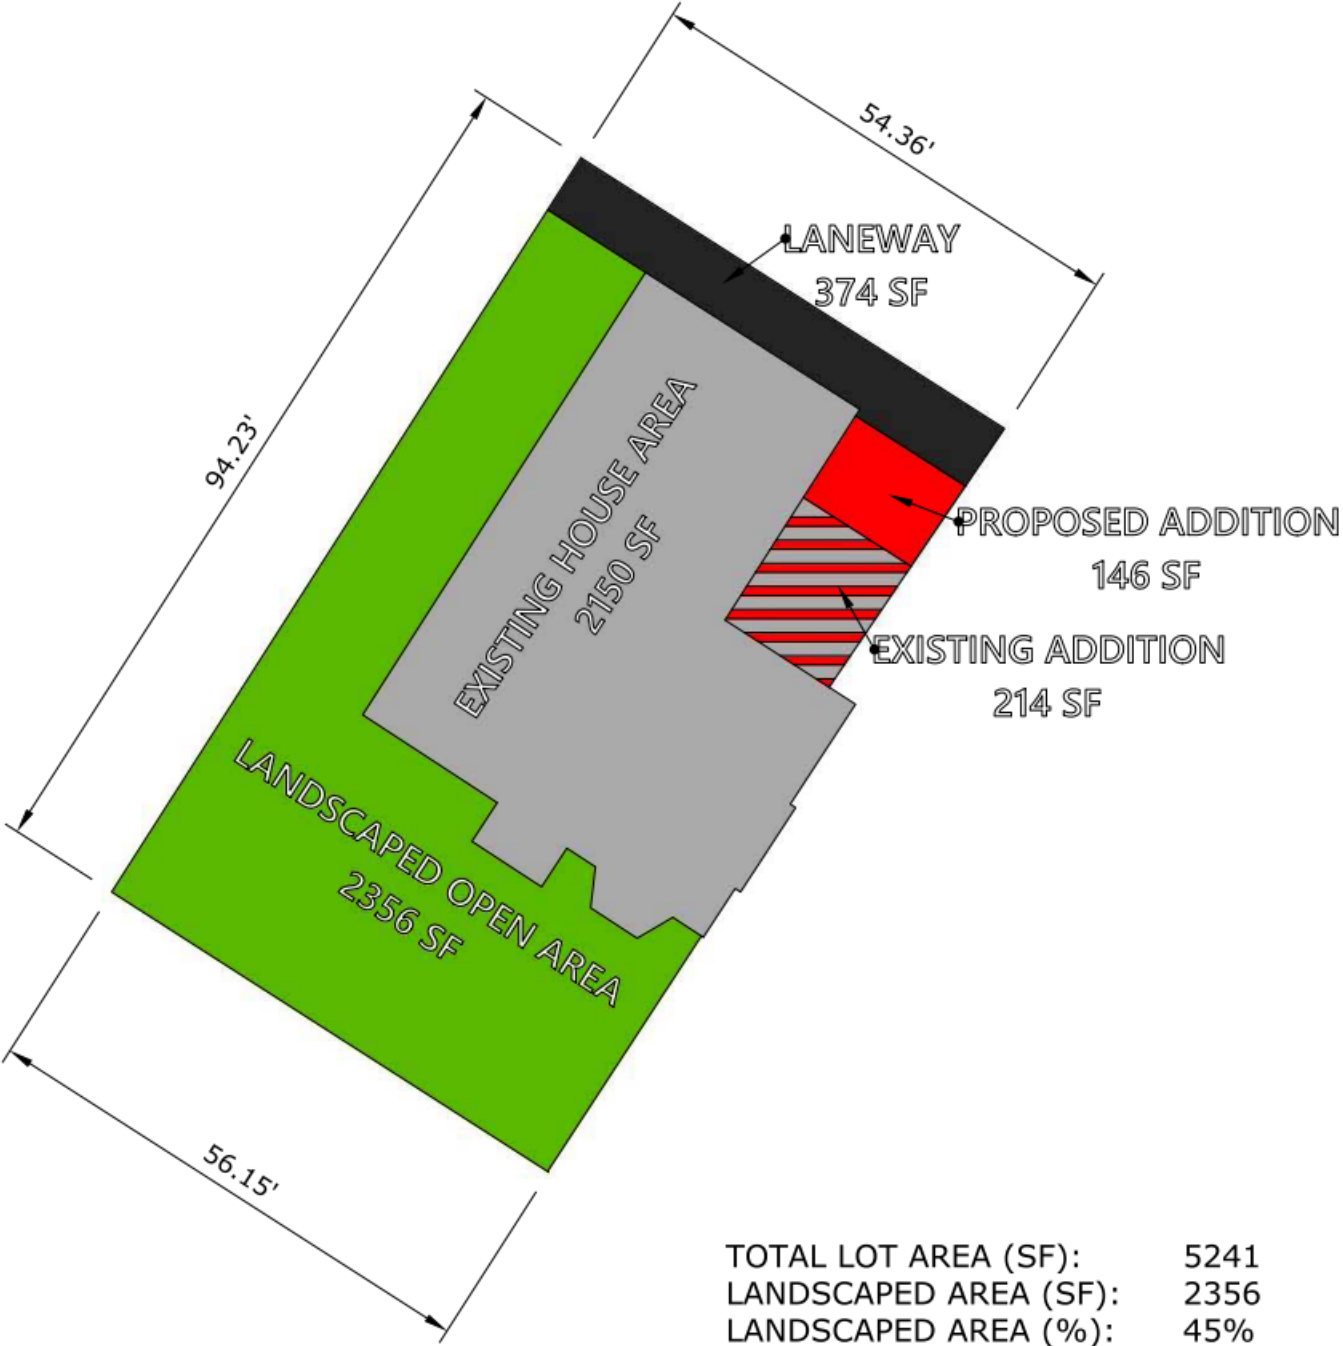 54.36'
LANEWAY
374 SF
94.23'
EXISTING HOUSE AREA
2150 SF
PROPOSED ADDITION
146 SF
EXISTING ADDITION
214 SF
LANDSCAPED OPEN AREA
2356 SF
56.15'
TOTAL LOT AREA (SF): 5241
LANDSCAPED AREA (SF): 2356
LANDSCAPED AREA (%): 45%